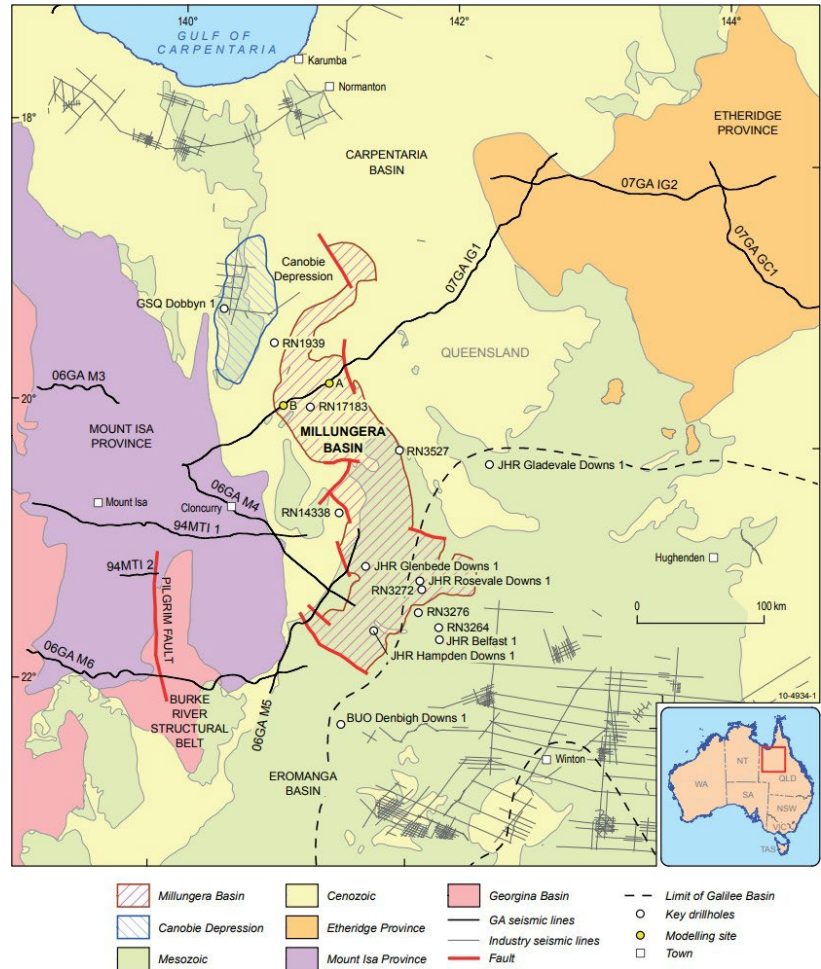 140°
142°
144°
GULF OF
CARPENTARIA
Karumba
Normanton
18°
ETHERIDGE
PROVINCE
CARPENTARIA
BASIN
07GA IG2
07GA IG1
07GA GC1
Canobie
Depression
GSQ Dobbyn 1
RN1939
QUEENSLAND
06GA M3
A
20°
B
RN17183
MOUNT ISA
PROVINCE
MILLUNGERA
BASIN
RN3527
JHR Gladevale Downs 1
06GA M4
Mount Isa
Cloncurry
RN14338
94MTI 1
Hughenden
94MTI 2
PILGRIM FAULT
JHR Glenbede Downs 1
JHR Rosevale Downs 1
RN3272
0
100 km
RN3276
RN3264
JHR Belfast 1
06GA M6
JHR Hampden Downs 1
22°
10-4934-1
BURKE
RIVER
STRUCTURAL
BELT
06GA M5
BUO Denbigh Downs 1
Winton
EROMANGA
BASIN
NT
QLD
WA
SA
NSW
VIC
TAS
Millungera Basin
Cenozoic
Georgina Basin
Limit of Galilee Basin
Canobie Depression
Etheridge Province
GA seismic lines
Key drillholes
Industry seismic lines
Modelling site
Mesozoic
Mount Isa Province
Fault
Town